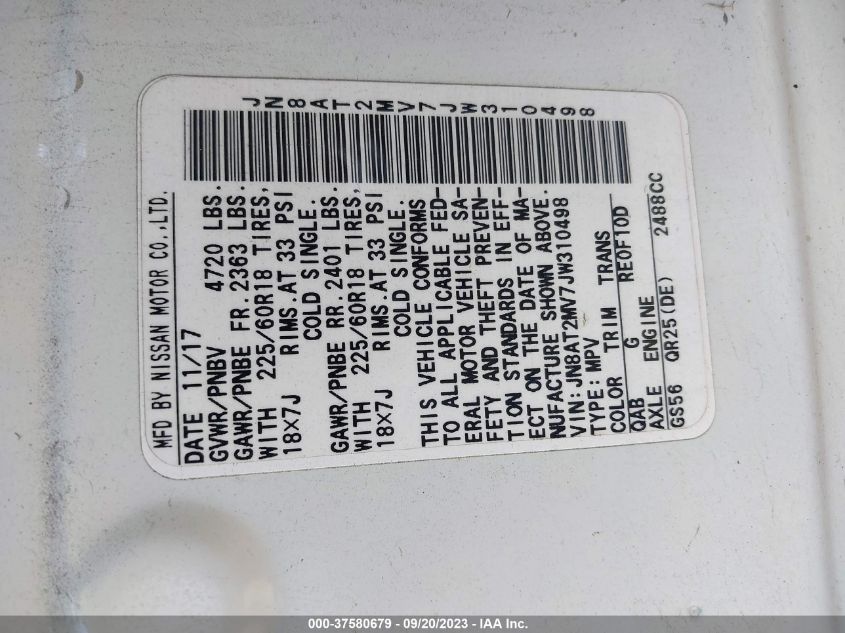 JN8AT2MV7JW310498
MFD BY NISSAN MOTOR CO.,LTD.
DATE 11/17
GVWR/PNBV 4720 LBS.
GAWR/PNBE FR.2363 LBS.
WITH 225/60R18 TIRES,
18X7J RIMS.AT 33 PSI
COLD SINGLE.
GAWR/PNBE RR.2401 LBS.
WITH 225/60R18 TIRES,
18X7J RIMS.AT 33 PSI
COLD SINGLE.
THIS VEHICLE CONFORMS
TO ALL APPLICABLE FED-
ERAL MOTOR VEHICLE SA-
FETY AND THEFT PREVEN-
TION STANDARDS IN EFF-
ECT ON THE DATE OF MA-
NUFACTURE SHOWN ABOVE.
VIN:JN8AT2MV7JW310498
TYPE:MPV
COLOR TRIM TRANS
QAB G RE0F10D
AXLE ENGINE
GS56 QR25(DE) 2488CC
000-37580679 - 09/20/2023 - IAA Inc.